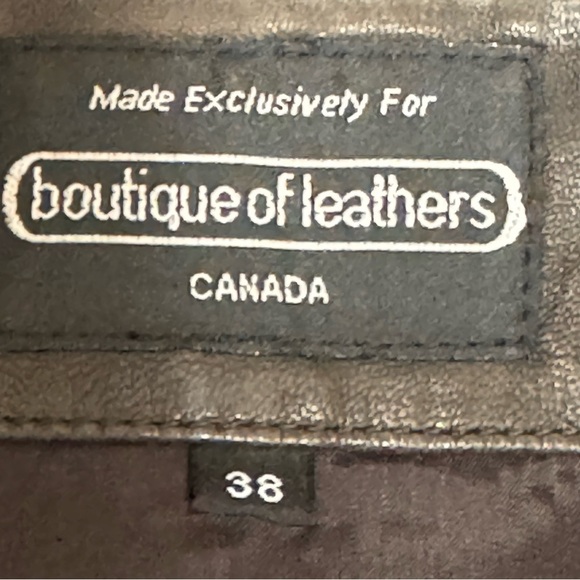 Made Exclusively For
boutique of leathers
CANADA
38